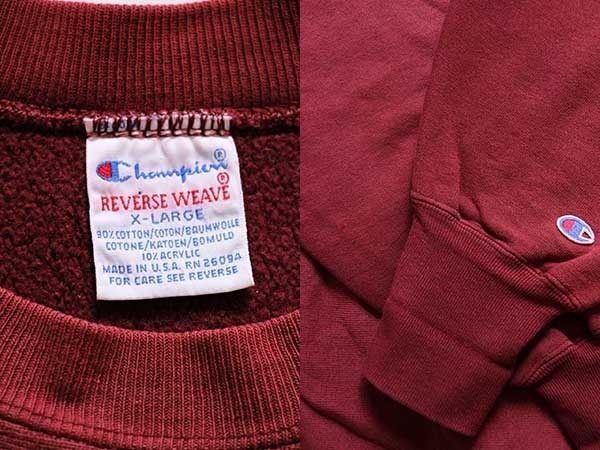 Champion®
REVERSE WEAVE®
X-LARGE
90%COTTON/COTON/BAUMWOLLE
COTONE/KATOEN/BOMULD
10% ACRYLIC
MADE IN U.S.A. RN 26094
FOR CARE SEE REVERSE